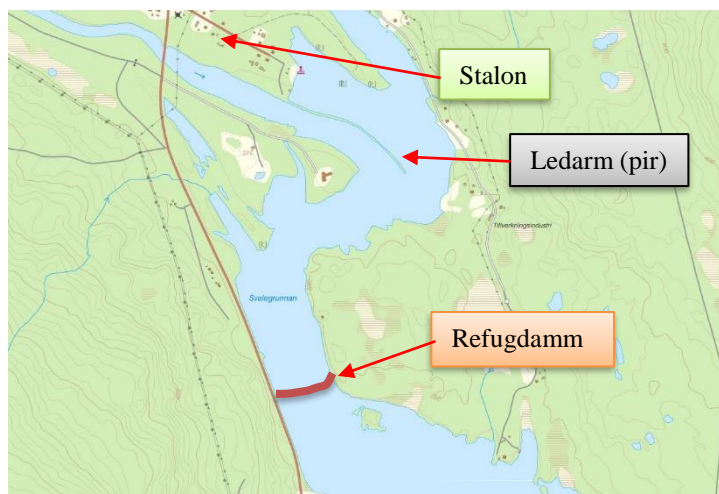 Stalon
Ledarm (pir)
Tillverkningsindustri
Svalegrunnan
Refugdamm